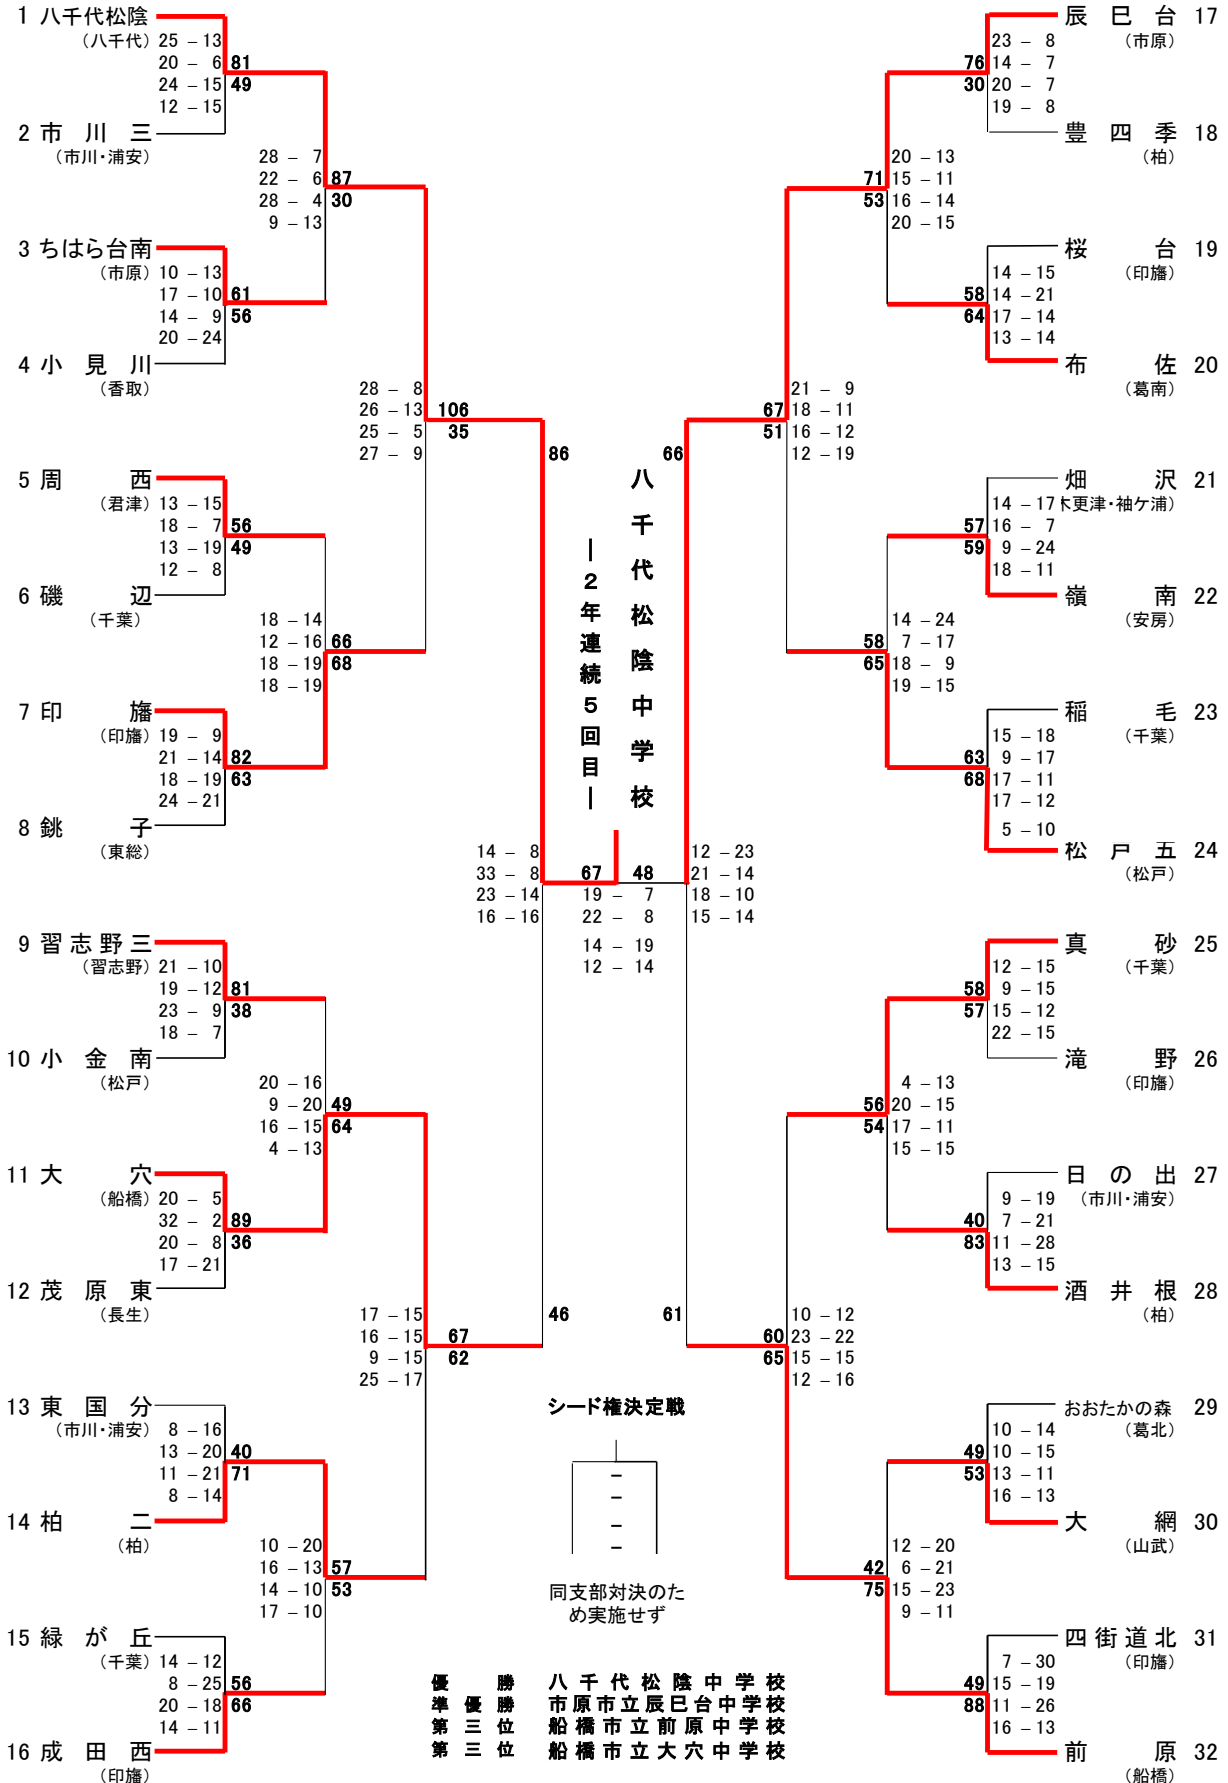 1 八千代松陰
(八千代)
25 – 13
20 – 6
24 – 15
12 – 15
81
49
2 市川三
(市川・浦安)
28 – 7
22 – 6
28 – 4
9 – 13
87
30
3 ちはら台南
(市原)
10 – 13
17 – 10
14 – 9
20 – 24
61
56
4 小見川
(香取)
28 – 8
26 – 13
25 – 5
27 – 9
106
35
5 周西
(君津)
13 – 15
18 – 7
13 – 19
12 – 8
56
49
6 磯辺
(千葉)
18 – 14
12 – 16
18 – 19
18 – 19
66
68
7 印旛
(印旛)
19 – 9
21 – 14
18 – 19
24 – 21
82
63
8 銚子
(東総)
86
14 – 8
33 – 8
23 – 14
16 – 16
9 習志野三
(習志野)
21 – 10
19 – 12
23 – 9
18 – 7
81
38
10 小金南
(松戸)
20 – 16
9 – 20
16 – 15
4 – 13
49
64
11 大穴
(船橋)
20 – 5
32 – 2
20 – 8
17 – 21
89
36
12 茂原東
(長生)
17 – 15
16 – 15
9 – 15
25 – 17
67
62
46
13 東国分
(市川・浦安)
8 – 16
13 – 20
11 – 21
8 – 14
40
71
14 柏二
(柏)
10 – 20
16 – 13
14 – 10
17 – 10
57
53
15 緑が丘
(千葉)
14 – 12
8 – 25
20 – 18
14 – 11
56
66
16 成田西
(印旛)
八千代松陰中学校
―2年連続5回目―
67 48
19 – 7
22 – 8
14 – 19
12 – 14
辰巳台 17
(市原)
23 – 8
14 – 7
20 – 7
19 – 8
76
30
豊四季 18
(柏)
20 – 13
15 – 11
16 – 14
20 – 15
71
53
桜台 19
(印旛)
14 – 15
14 – 21
17 – 14
13 – 14
58
64
布佐 20
(葛南)
21 – 9
18 – 11
16 – 12
12 – 19
67
51
66
畑沢 21
木更津・袖ケ浦)
14 – 17
16 – 7
9 – 24
18 – 11
57
59
嶺南 22
(安房)
14 – 24
7 – 17
18 – 9
19 – 15
58
65
稲毛 23
(千葉)
15 – 18
9 – 17
17 – 11
17 – 12
5 – 10
63
68
松戸五 24
(松戸)
12 – 23
21 – 14
18 – 10
15 – 14
真砂 25
(千葉)
12 – 15
9 – 15
15 – 12
22 – 15
58
57
滝野 26
(印旛)
4 – 13
20 – 15
17 – 11
15 – 15
56
54
日の出 27
(市川・浦安)
9 – 19
7 – 21
11 – 28
13 – 15
40
83
酒井根 28
(柏)
61
10 – 12
23 – 22
15 – 15
12 – 16
60
65
おおたかの森 29
(葛北)
10 – 14
10 – 15
13 – 11
16 – 13
49
53
大網 30
(山武)
12 – 20
6 – 21
15 – 23
9 – 11
42
75
四街道北 31
(印旛)
7 – 30
15 – 19
11 – 26
16 – 13
49
88
前原 32
(船橋)
シード権決定戦
–
–
–
–
同支部対決のた
め実施せず
優勝 八千代松陰中学校
準優勝 市原市立辰巳台中学校
第三位 船橋市立前原中学校
第三位 船橋市立大穴中学校